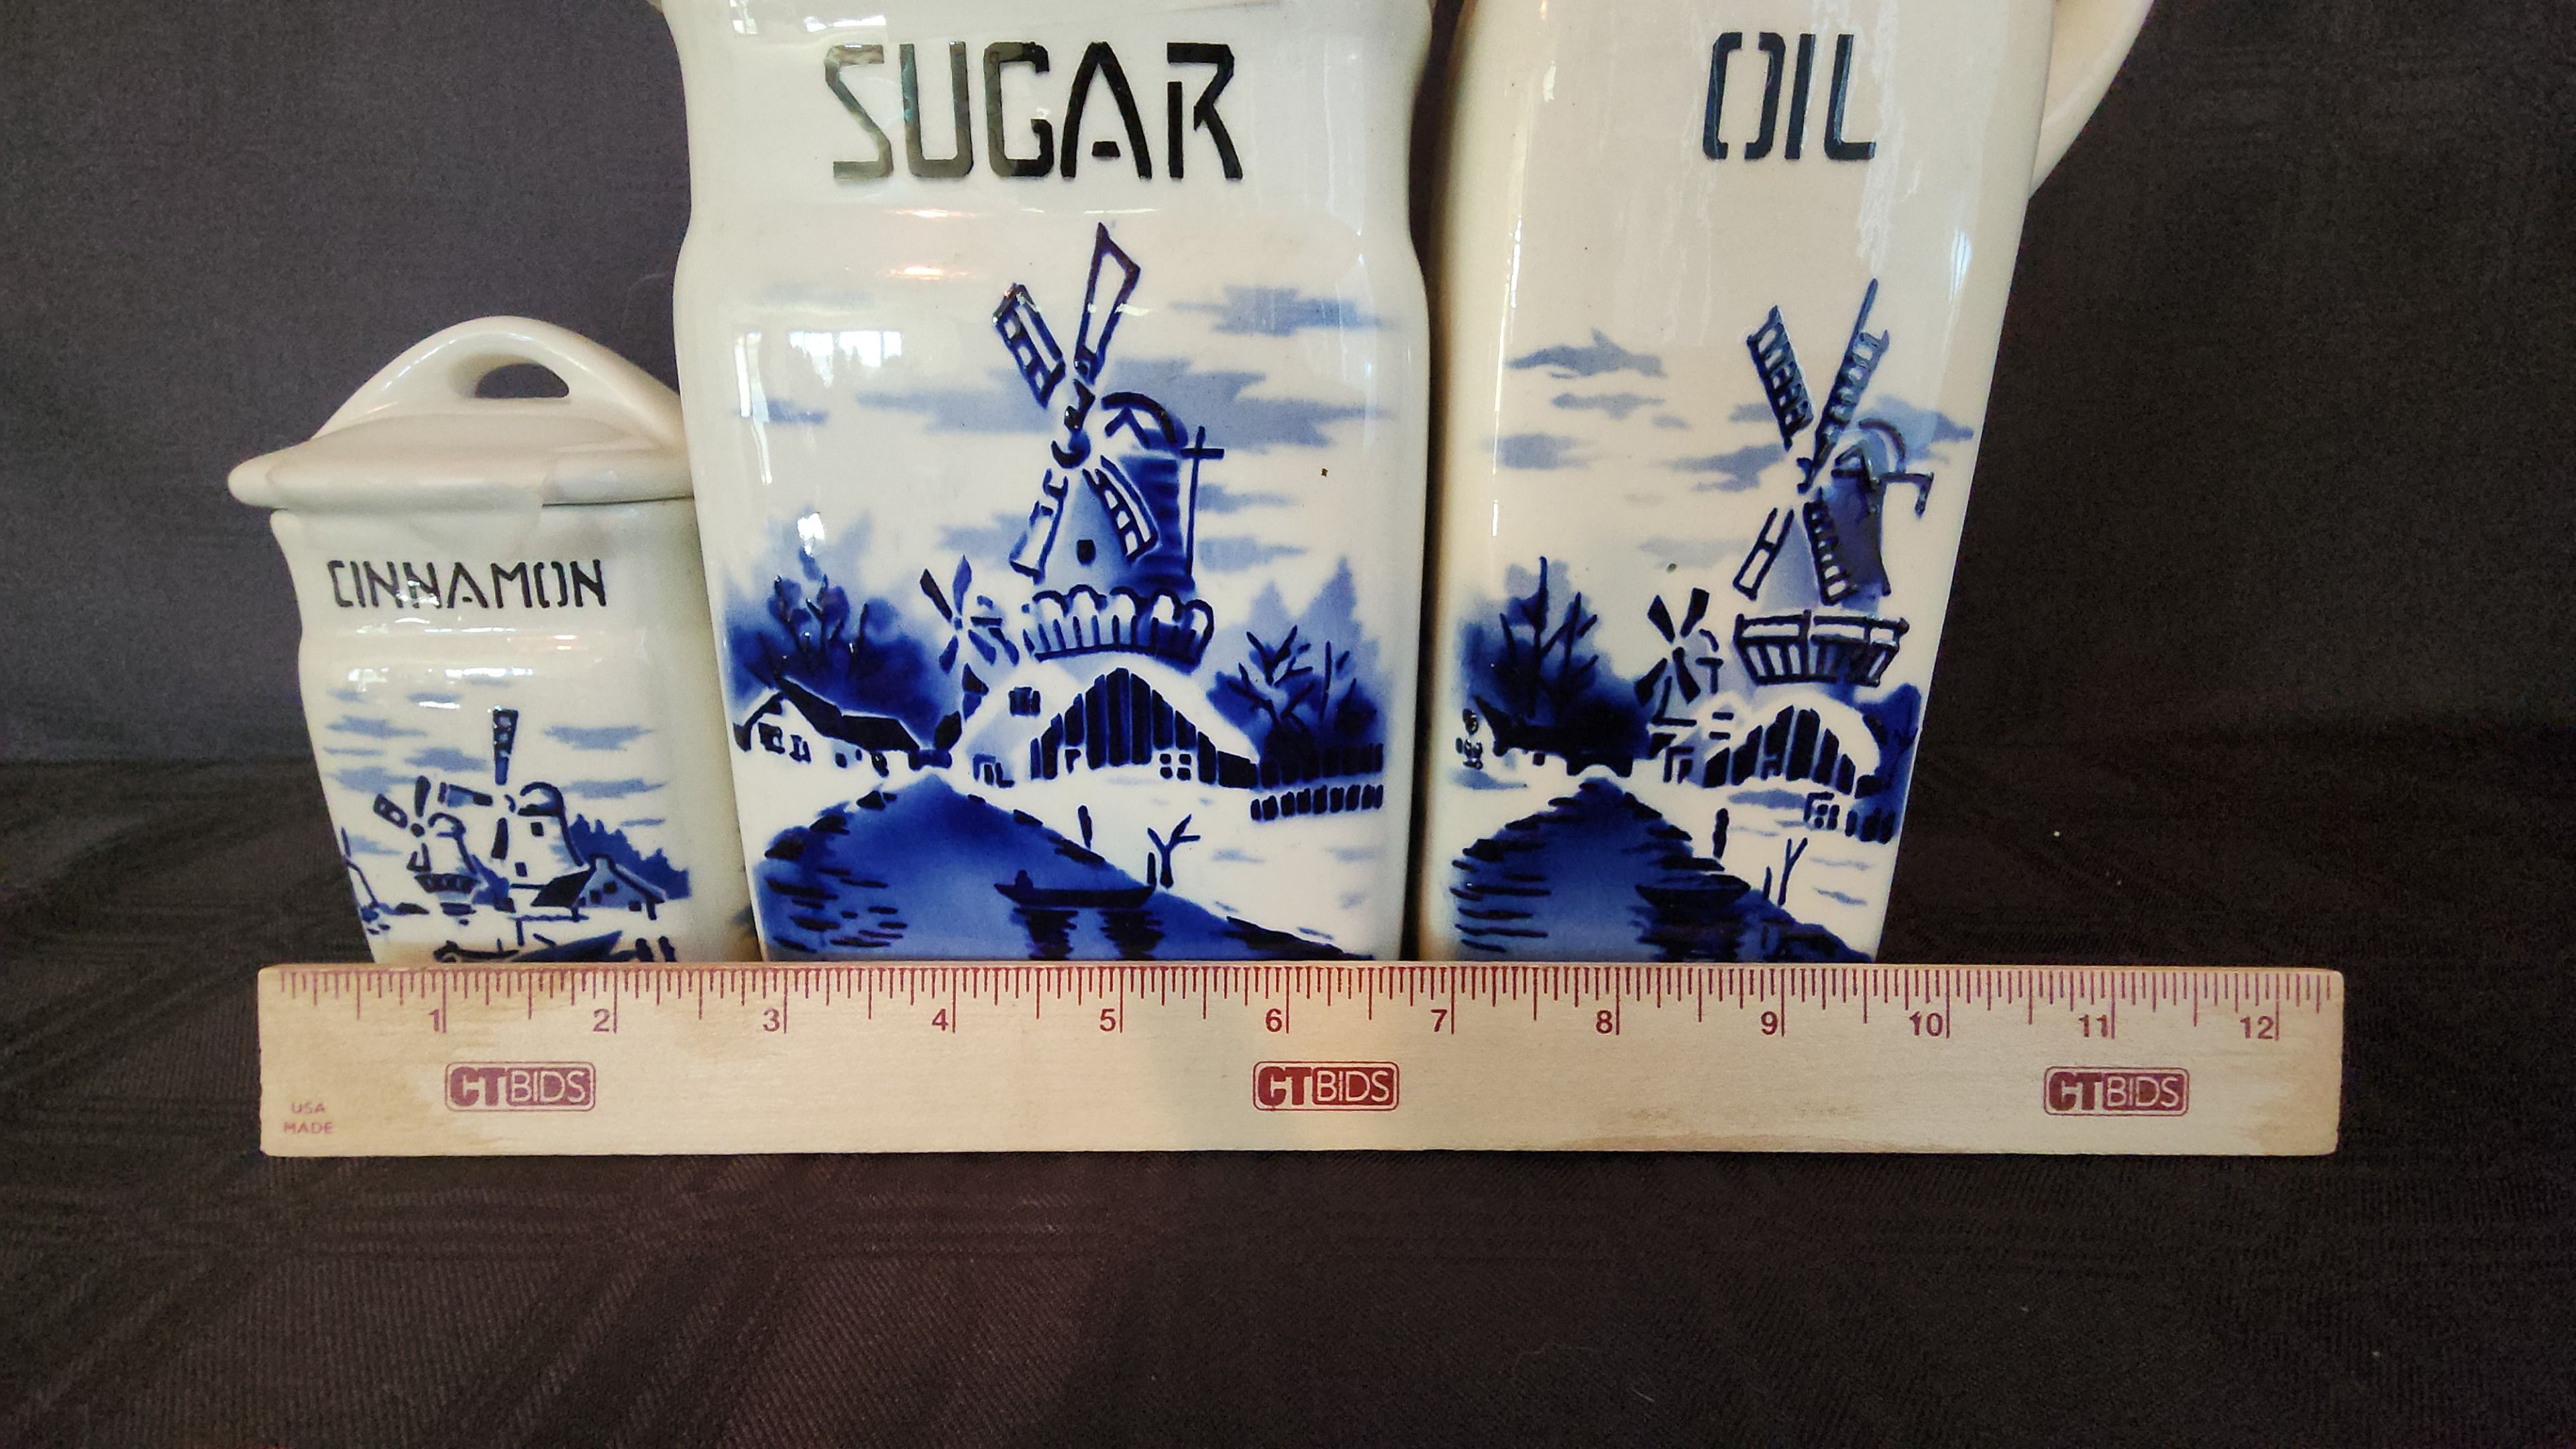 SUGAR
OIL
CINNAMON
1 2 3 4 5 6 7 8 9 10 11 12
CTBIDS CTBIDS CTBIDS
USA
MADE